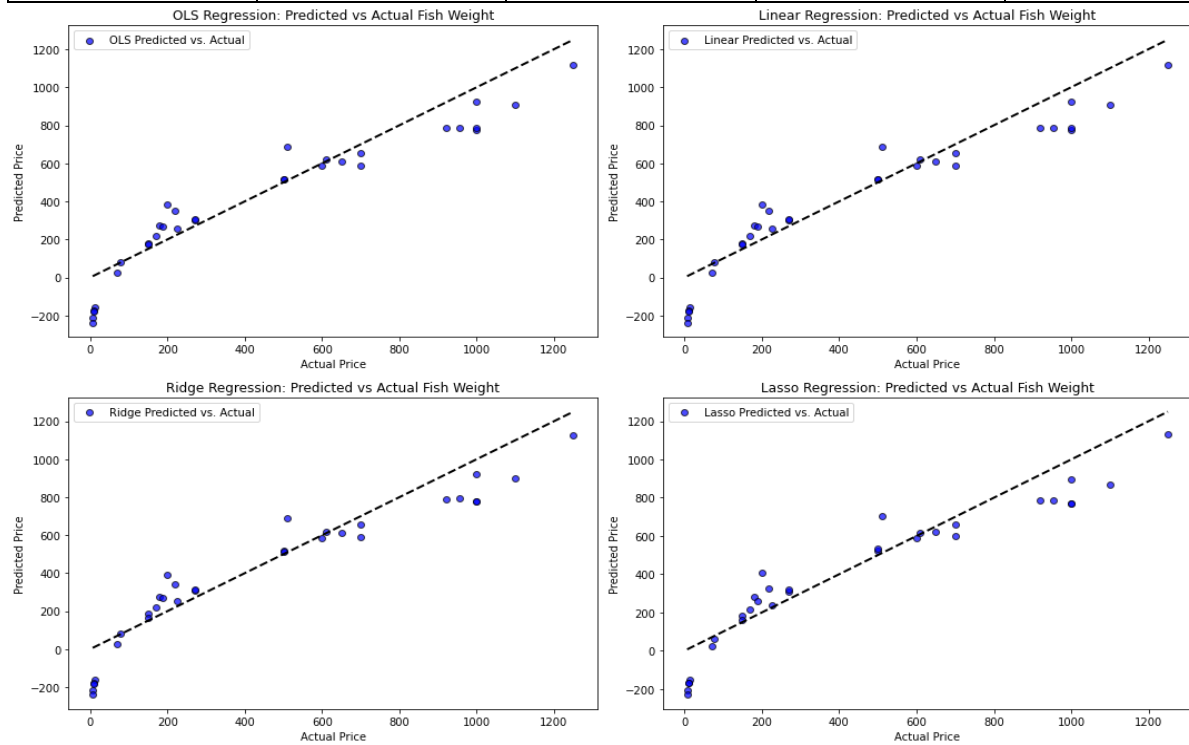 OLS Regression: Predicted vs Actual Fish Weight
OLS Predicted vs. Actual
1200
1000
800
600
400
200
0
−200
Predicted Price
0 200 400 600 800 1000 1200
Actual Price
Linear Regression: Predicted vs Actual Fish Weight
Linear Predicted vs. Actual
1200
1000
800
600
400
200
0
−200
Predicted Price
0 200 400 600 800 1000 1200
Actual Price
Ridge Regression: Predicted vs Actual Fish Weight
Ridge Predicted vs. Actual
1200
1000
800
600
400
200
0
−200
Predicted Price
0 200 400 600 800 1000 1200
Actual Price
Lasso Regression: Predicted vs Actual Fish Weight
Lasso Predicted vs. Actual
1200
1000
800
600
400
200
0
−200
Predicted Price
0 200 400 600 800 1000 1200
Actual Price